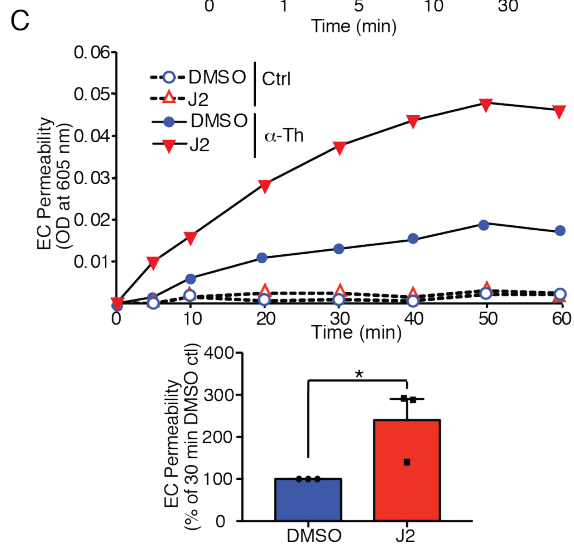 0 1 5 10 30
Time (min)
C
0.06
0.05
0.04
0.03
0.02
0.01
EC Permeability
(OD at 605 nm)
DMSO
J2
Ctrl
DMSO
J2
α-Th
0 10 20 30 40 50 60
Time (min)
400
300
200
100
0
EC Permeability
(% of 30 min DMSO ctl)
*
DMSO J2